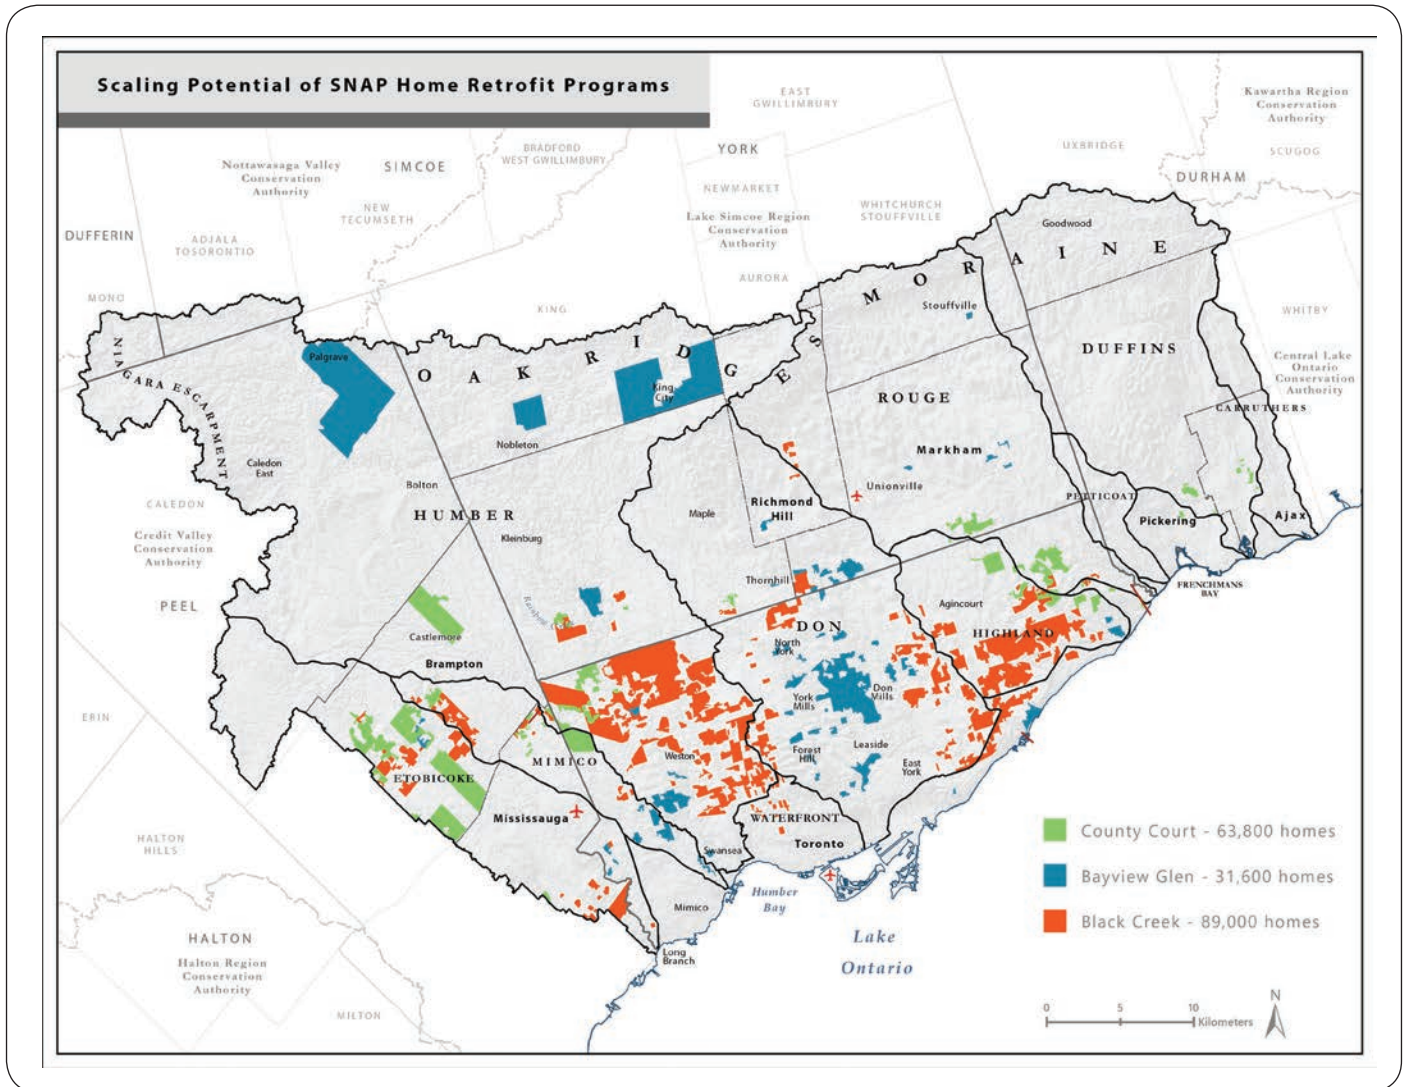 Scaling Potential of SNAP Home Retrofit Programs
EAST
GWILLIMBURY
Kawartha Region
Conservation
Authority
BRADFORD
WEST GWILLIMBURY
YORK
UXBRIDGE
SCUGOG
Nottawasaga Valley
Conservation
Authority
SIMCOE
DURHAM
NEWMARKET
NEW
TECUMSETH
WHITCHURCH
STOUFFVILLE
Lake Simcoe Region
Conservation
Authority
Goodwood
DUFFERIN
ADJALA
TOSORONTIO
AURORA
MONO
KING
OAK RIDGES MORAINE
Stouffville
WHITBY
NIAGARA ESCARPMENT
Palgrave
DUFFINS
Central Lake
Ontario
Conservation
Authority
King
City
ROUGE
CARRUTHERS
Nobleton
Markham
Caledon
East
Bolton
Unionville
PETTICOAT
CALEDON
HUMBER
Maple
Richmond
Hill
Pickering
Ajax
Credit Valley
Conservation
Authority
Kleinburg
Thornhill
FRENCHMANS
BAY
PEEL
Agincourt
Castlemore
DON
HIGHLAND
North
York
Brampton
York
Mills
Don
Mills
ERIN
Forest
Hill
Leaside
Weston
MIMICO
East
York
ETOBICOKE
Mississauga
WATERFRONT
Toronto
HALTON
HILLS
Swansea
County Court - 63,800 homes
Bayview Glen - 31,600 homes
Black Creek - 89,000 homes
Humber
Bay
Mimico
Lake
Ontario
HALTON
Halton Region
Conservation
Authority
Long
Branch
MILTON
N
0 5 10
Kilometers